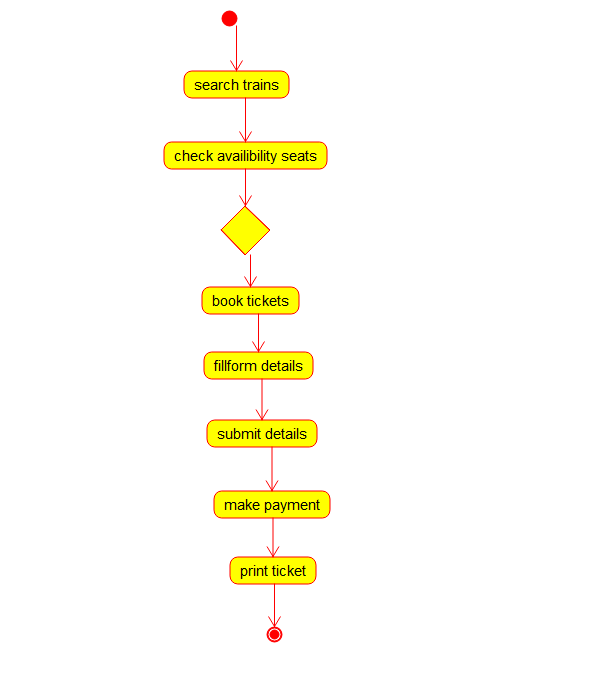 search trains
check availibility seats
book tickets
fillform details
submit details
make payment
print ticket